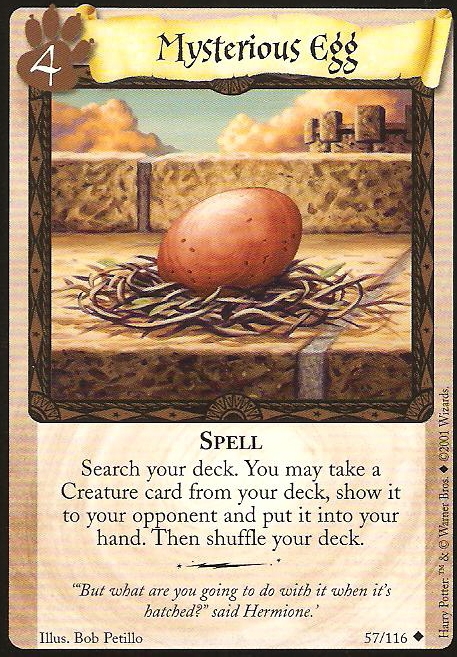 4
Mysterious Egg
SPELL
Search your deck. You may take a
Creature card from your deck, show it
to your opponent and put it into your
hand. Then shuffle your deck.
“‘But what are you going to do with it when it’s
hatched?” said Hermione.’
Illus. Bob Petillo
57/116 ◆
Harry Potter, ™ & © Warner Bros. ◆ ©2001 Wizards.